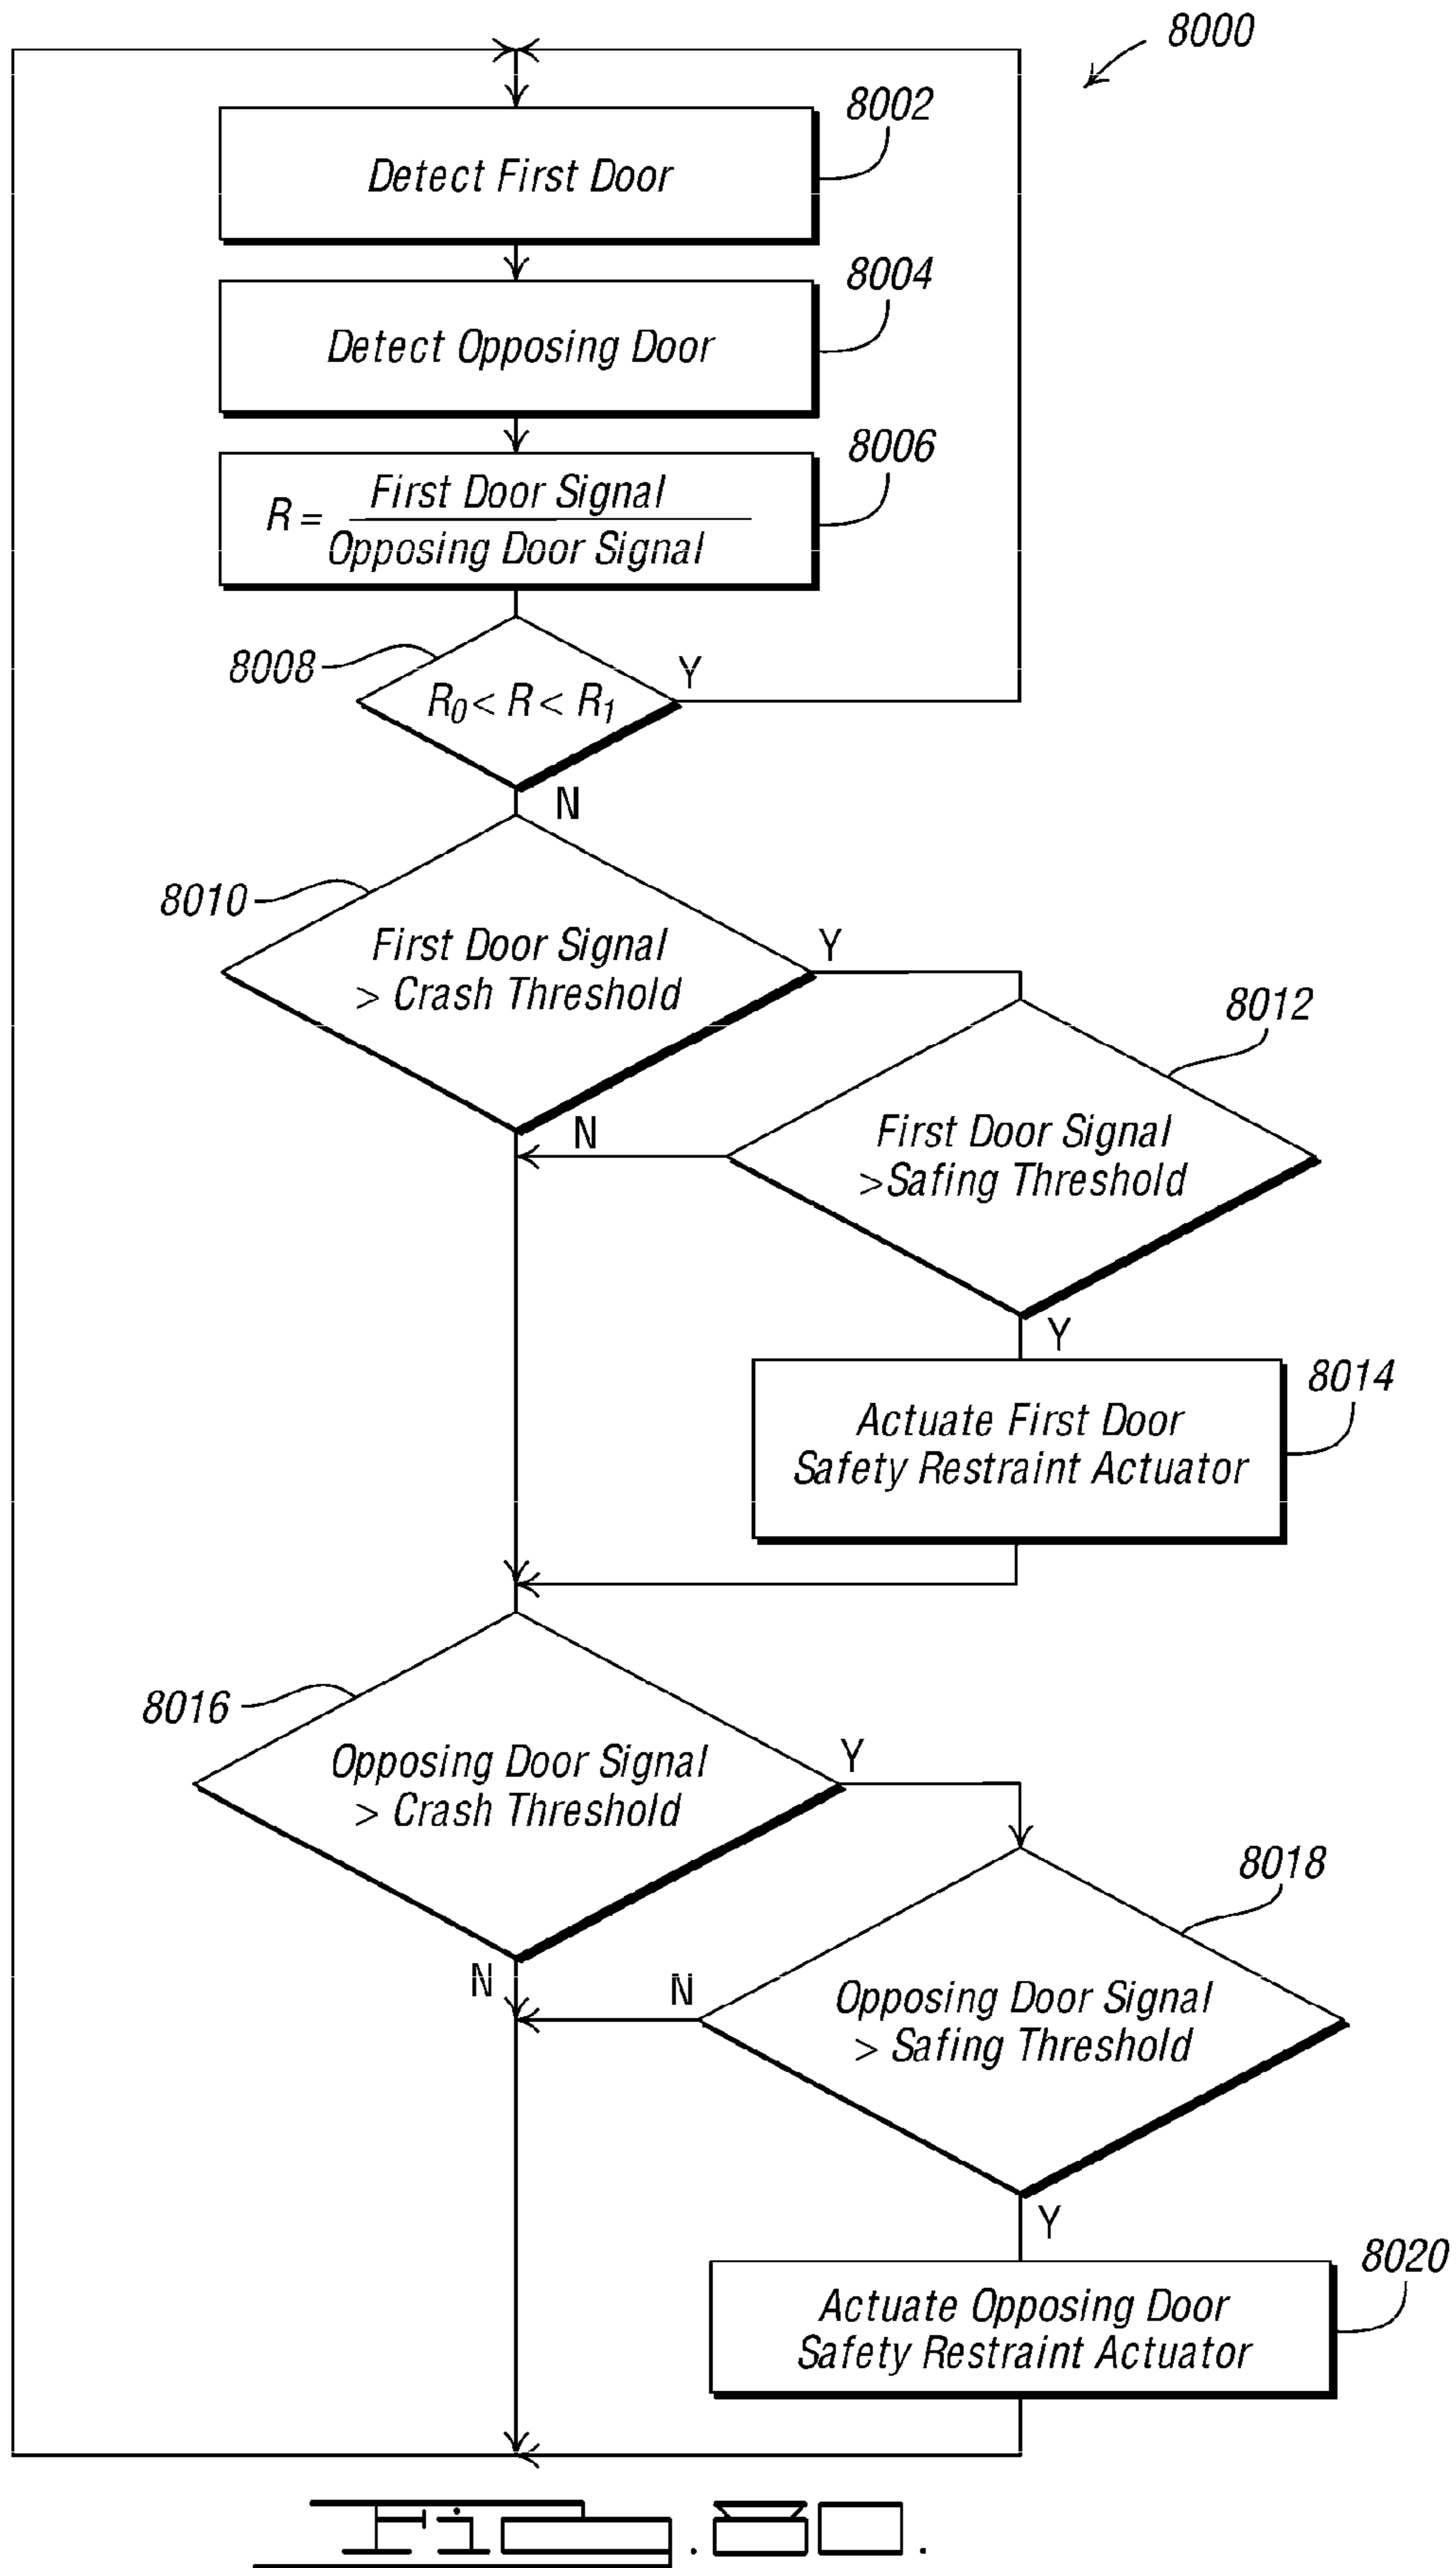 8000
8002
Detect First Door
8004
Detect Opposing Door
8006
R = First Door Signal
Opposing Door Signal
8008
R0 < R < R1
Y
N
8010
First Door Signal
> Crash Threshold
Y
8012
First Door Signal
>Safing Threshold
N
Y
8014
Actuate First Door
Safety Restraint Actuator
8016
Opposing Door Signal
> Crash Threshold
Y
8018
N
N
Opposing Door Signal
> Safing Threshold
Y
8020
Actuate Opposing Door
Safety Restraint Actuator